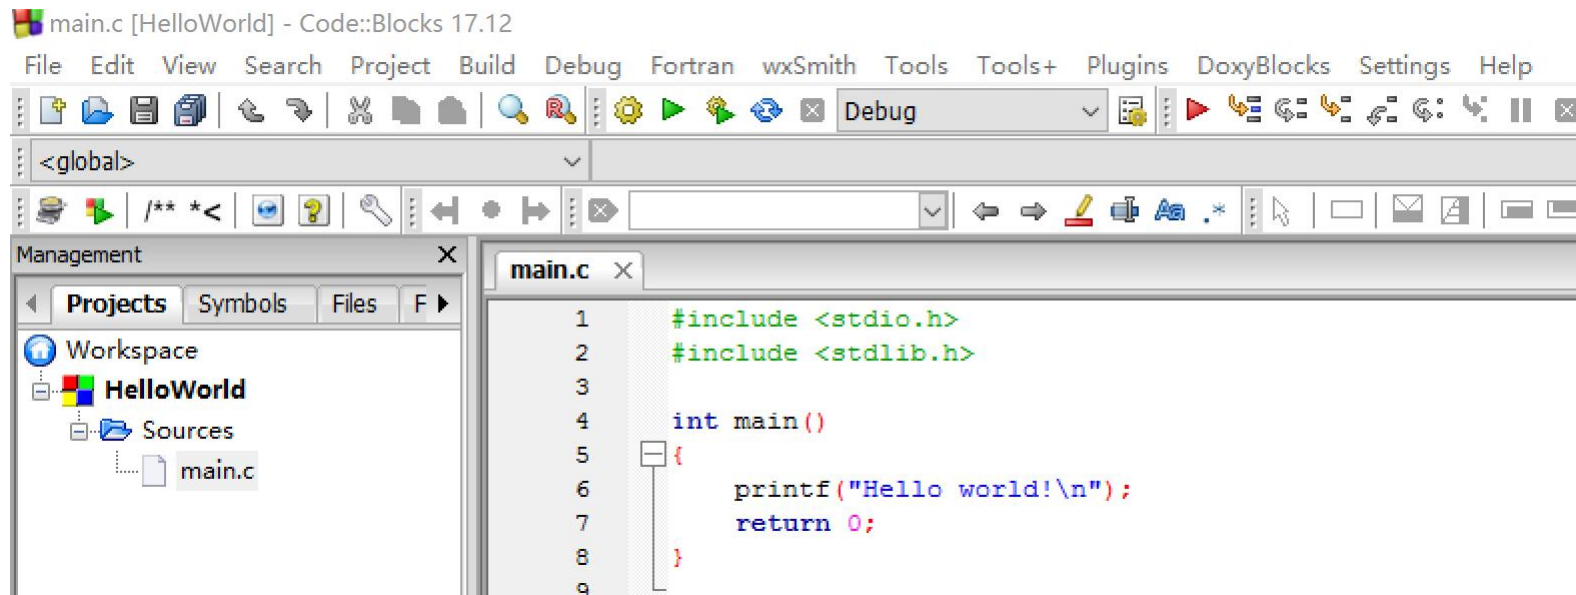 main.c [HelloWorld] - Code::Blocks 17.12
File Edit View Search Project Build Debug Fortran wxSmith Tools Tools+ Plugins DoxyBlocks Settings Help
Debug
<global>
/** *<
Management
Projects Symbols Files F
Workspace
HelloWorld
Sources
main.c
main.c
1 #include <stdio.h>
2 #include <stdlib.h>
3
4 int main()
5 {
6 printf("Hello world!\n");
7 return 0;
8 }
9